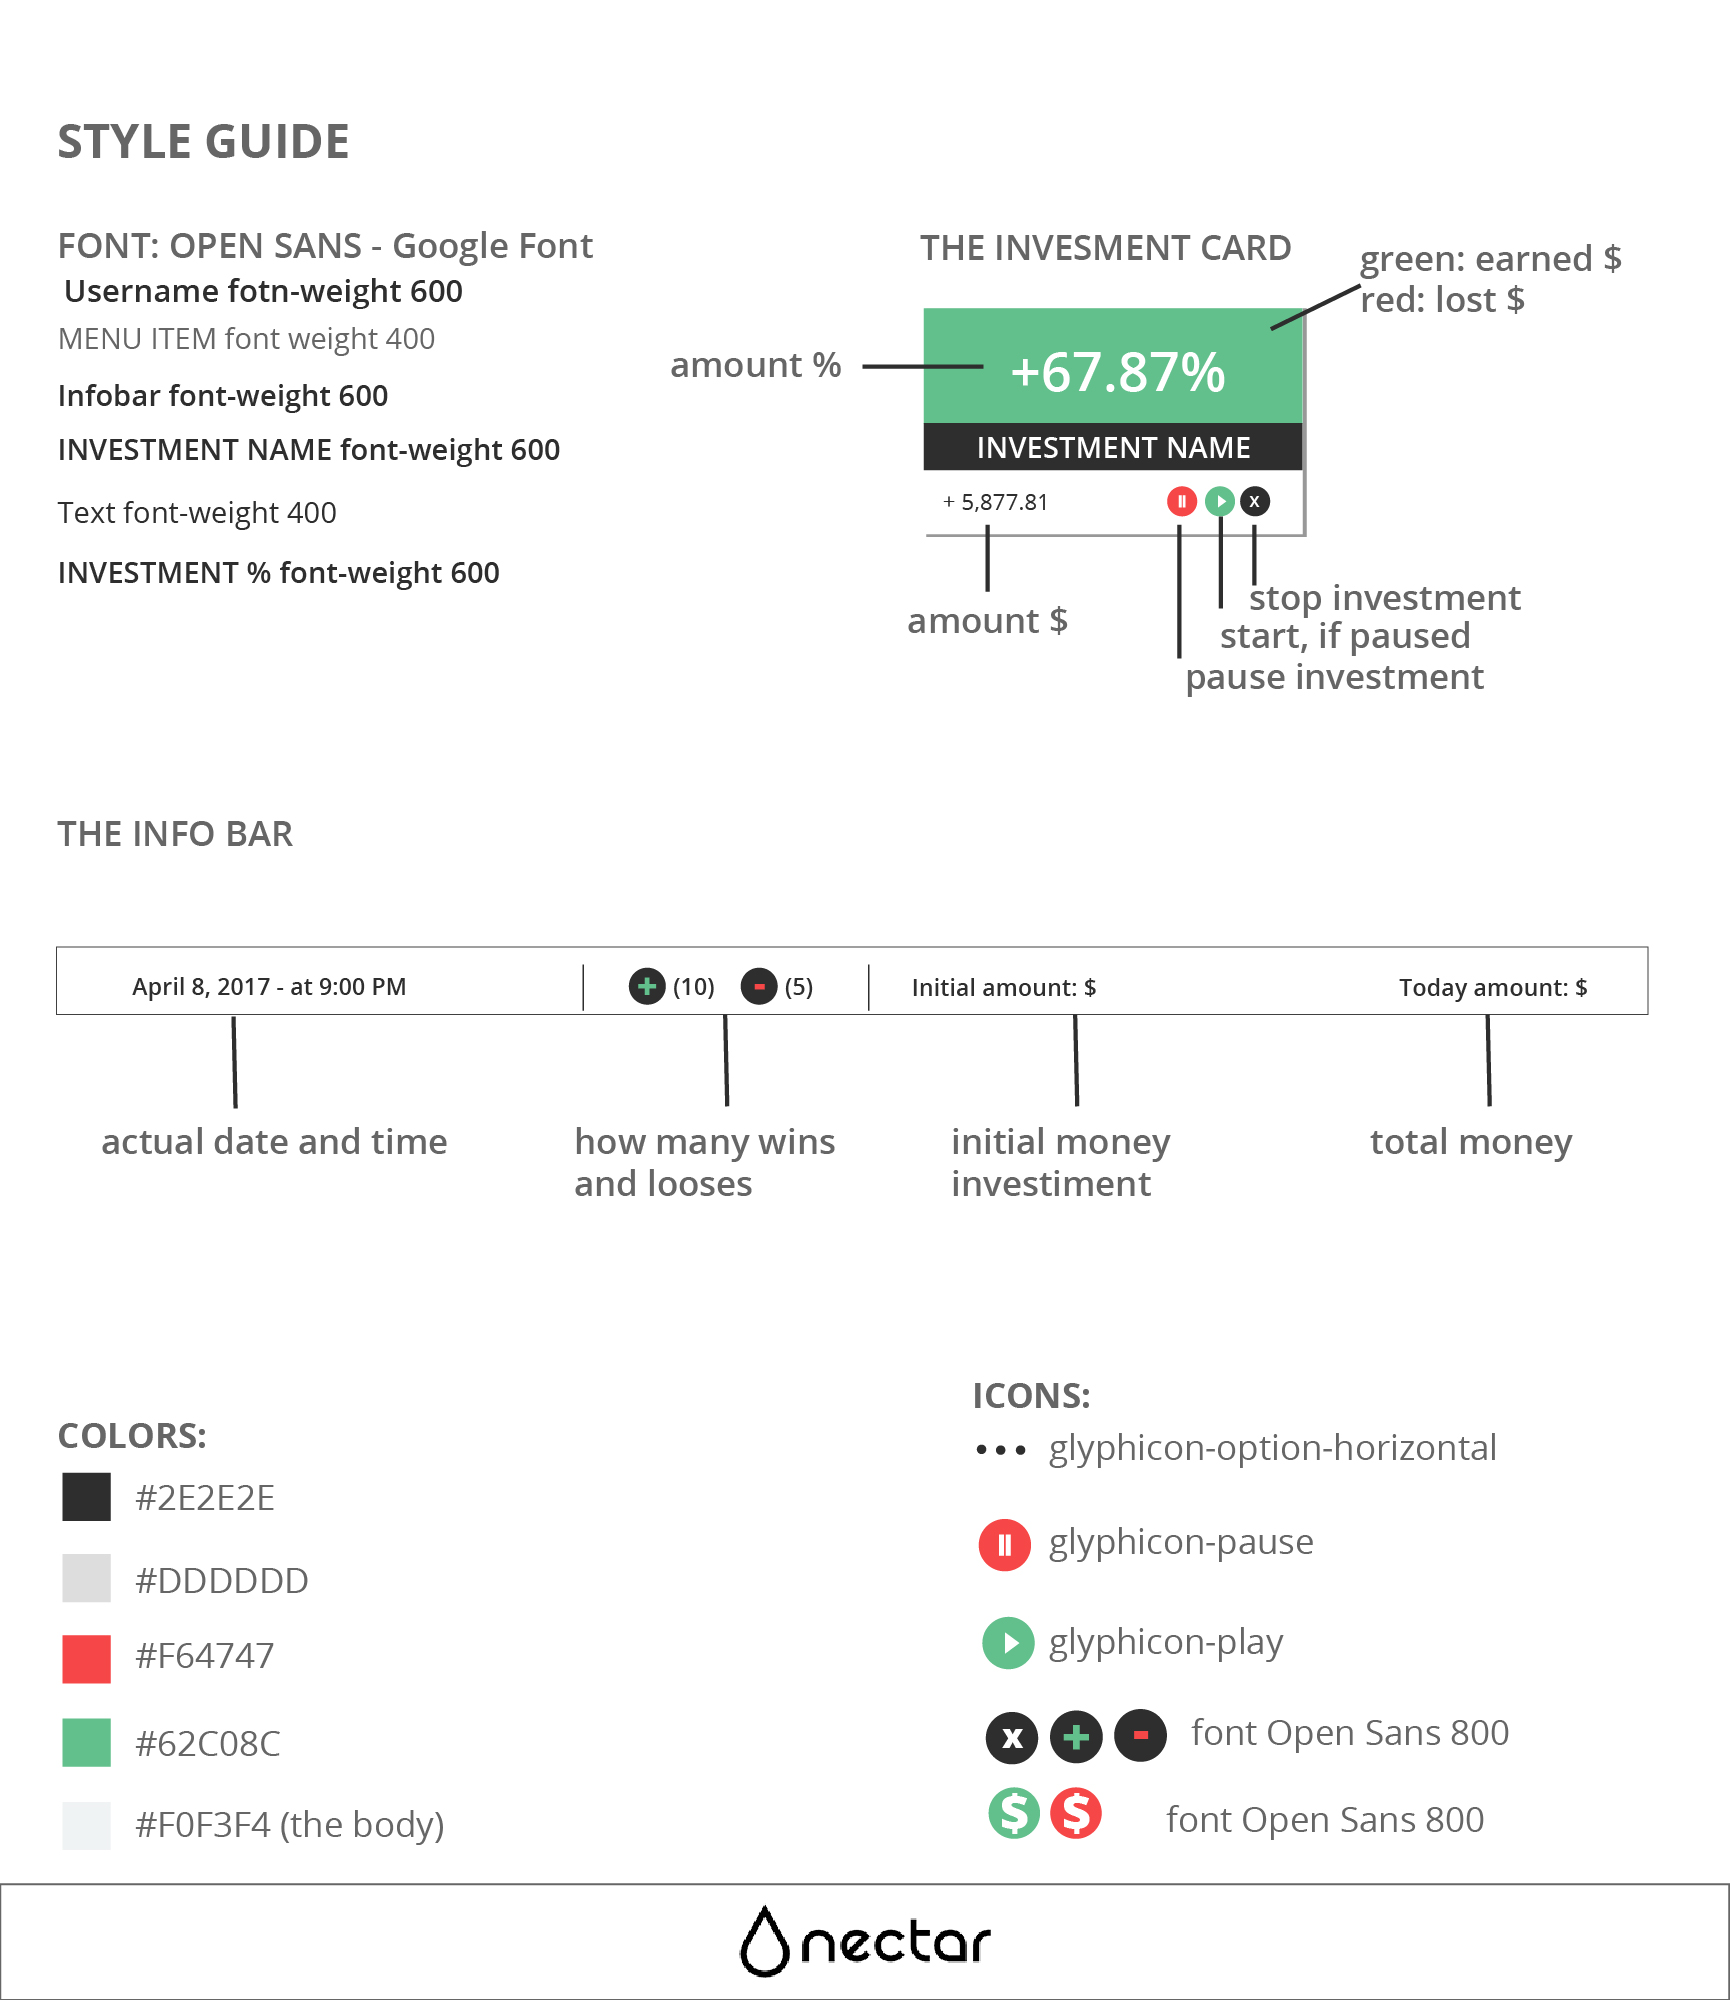 STYLE GUIDE
FONT: OPEN SANS - Google Font
Username fotn-weight 600
MENU ITEM font weight 400
Infobar font-weight 600
INVESTMENT NAME font-weight 600
Text font-weight 400
INVESTMENT % font-weight 600
THE INVESMENT CARD
green: earned $
red: lost $
amount %
+67.87%
INVESTMENT NAME
+ 5,877.81
x
amount $
stop investment
start, if paused
pause investment
THE INFO BAR
April 8, 2017 - at 9:00 PM
+ (10) - (5)
Initial amount: $
Today amount: $
actual date and time
how many wins
and looses
initial money
investiment
total money
COLORS:
#2E2E2E
#DDDDDD
#F64747
#62C08C
#F0F3F4 (the body)
ICONS:
glyphicon-option-horizontal
glyphicon-pause
glyphicon-play
x + - font Open Sans 800
$ $ font Open Sans 800
nectar